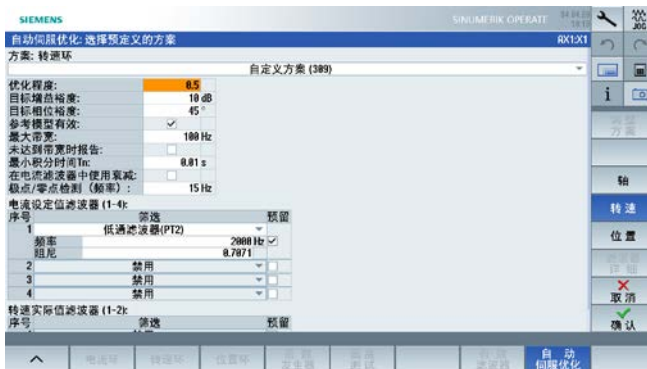 SIEMENS
SINUMERIK OPERATE
JOG
自动伺服优化: 选择预定义的方案
RX1:X1
方案: 转速环
自定义方案 (309)
优化程度: 0.5
目标增益裕度: 10 dB
目标相位裕度: 45 °
参考模型有效:
最大带宽: 100 Hz
未达到带宽时报告:
最小积分时间Tn: 0.01 s
在电流滤波器中使用衰减:
极点/零点检测 (频率) : 15 Hz
电流设定值滤波器 (1-4):
序号 筛选 预留
1 低通滤波器(PT2)
频率 2000 Hz
阻尼 0.7071
2 禁用
3 禁用
4 禁用
转速实际值滤波器 (1-2):
序号 筛选 预留
i
轴
转速
位置
取消
确认
电流环
转速环
位置环
自动
伺服优化